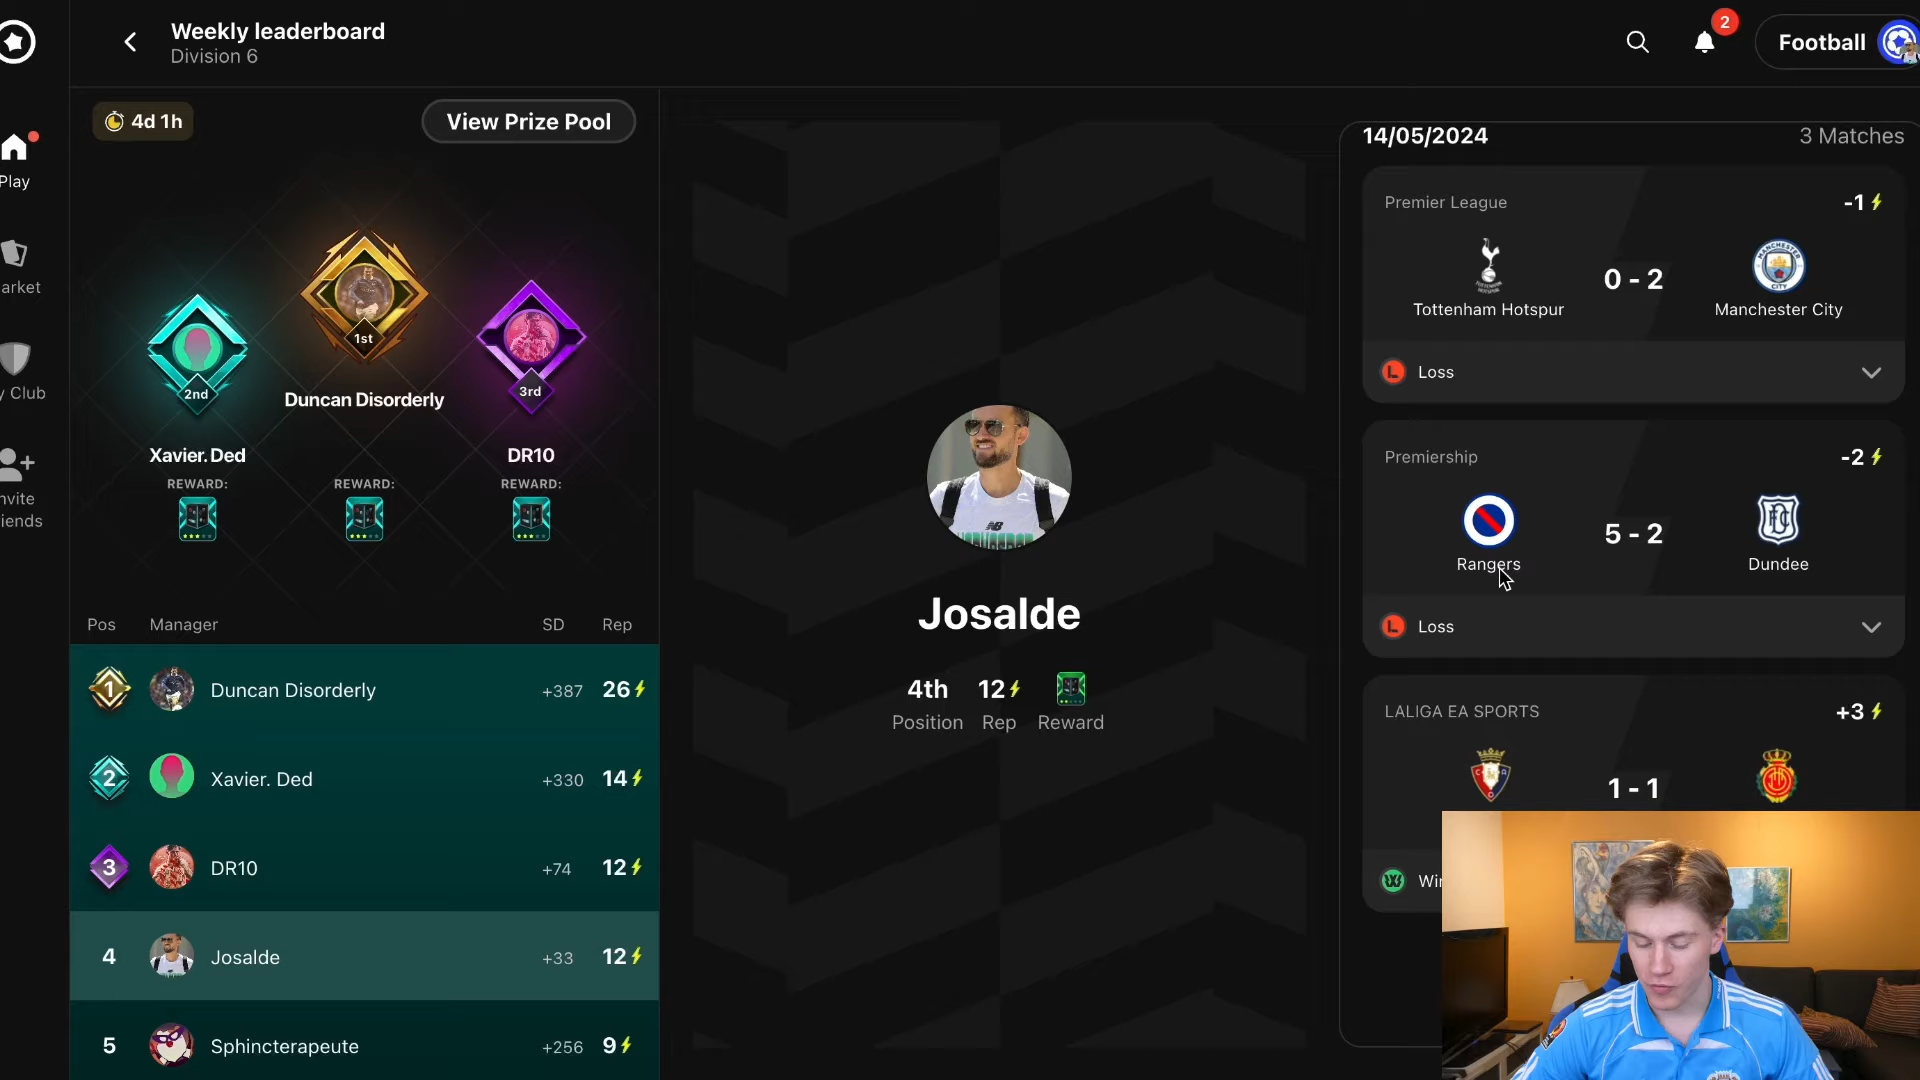 Weekly leaderboard
Division 6
2
Football
4d 1h
View Prize Pool
Play
arket
y Club
nvite
iends
1st
2nd
3rd
Duncan Disorderly
Xavier. Ded
DR10
REWARD:
REWARD:
REWARD:
Pos Manager SD Rep
1 Duncan Disorderly +387 26
2 Xavier. Ded +330 14
3 DR10 +74 12
4 Josalde +33 12
5 Sphincterapeute +256 9
Josalde
4th 12
Position Rep Reward
14/05/2024 3 Matches
Premier League -1
0 - 2
Tottenham Hotspur Manchester City
L Loss
Premiership -2
5 - 2
Rangers Dundee
L Loss
LALIGA EA SPORTS +3
1 - 1
W